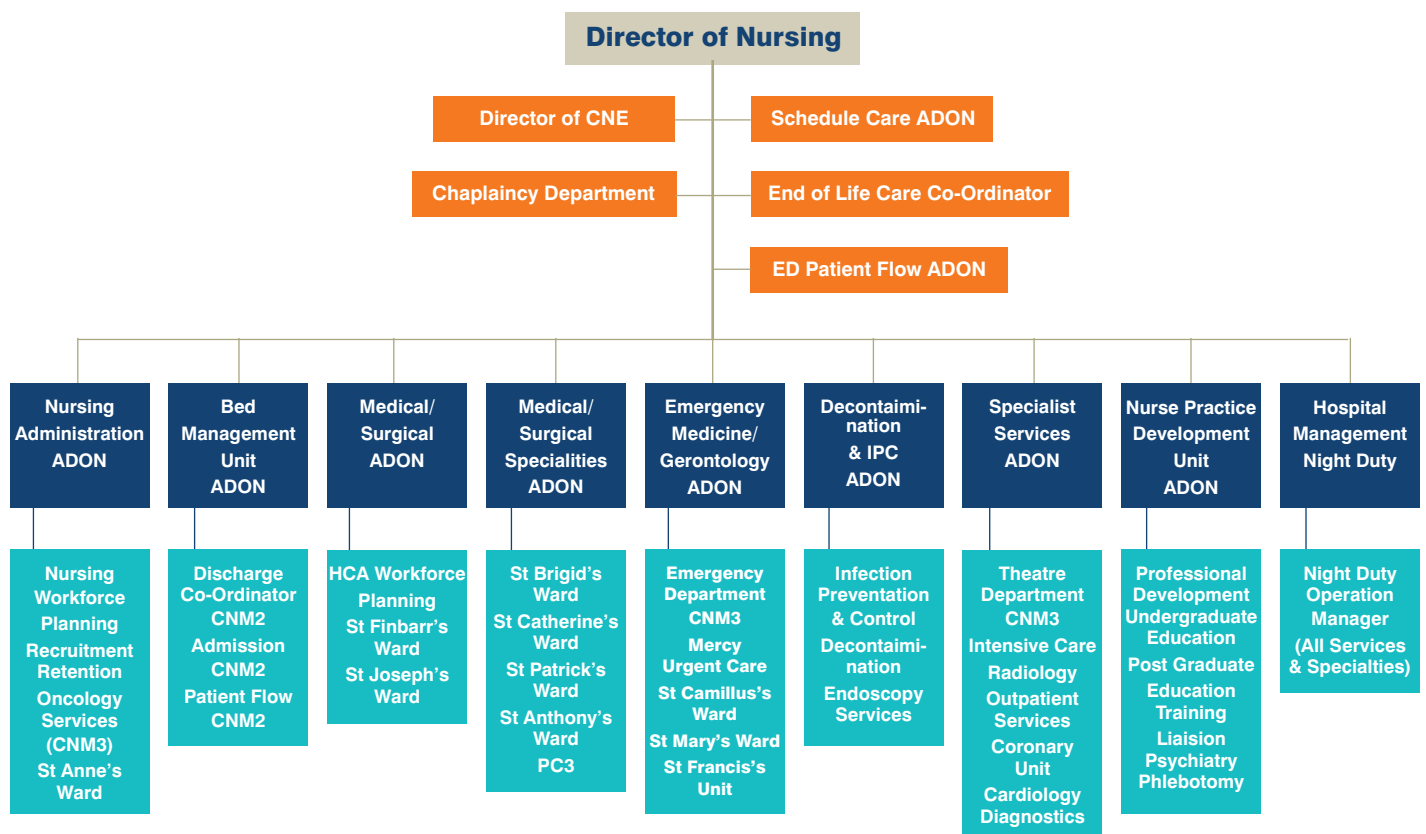 Director of Nursing
Director of CNE
Schedule Care ADON
Chaplaincy Department
End of Life Care Co-Ordinator
ED Patient Flow ADON
Nursing
Administration
ADON
Bed
Management
Unit
ADON
Medical/
Surgical
ADON
Medical/
Surgical
Specialities
ADON
Emergency
Medicine/
Gerontology
ADON
Decontaimi-
nation
& IPC
ADON
Specialist
Services
ADON
Nurse Practice
Development
Unit
ADON
Hospital
Management
Night Duty
Nursing
Workforce
Planning
Recruitment
Retention
Oncology
Services
(CNM3)
St Anne's
Ward
Discharge
Co-Ordinator
CNM2
Admission
CNM2
Patient Flow
CNM2
HCA Workforce
Planning
St Finbarr's
Ward
St Joseph's
Ward
St Brigid's
Ward
St Catherine's
Ward
St Patrick's
Ward
St Anthony's
Ward
PC3
Emergency
Department
CNM3
Mercy
Urgent Care
St Camillus's
Ward
St Mary's Ward
St Francis's
Unit
Infection
Prevention
& Control
Decontaimi-
nation
Endoscopy
Services
Theatre
Department
CNM3
Intensive Care
Radiology
Outpatient
Services
Coronary
Unit
Cardiology
Diagnostics
Professional
Development
Undergraduate
Education
Post Graduate
Education
Training
Liaision
Psychiatry
Phlebotomy
Night Duty
Operation
Manager
(All Services
& Specialties)